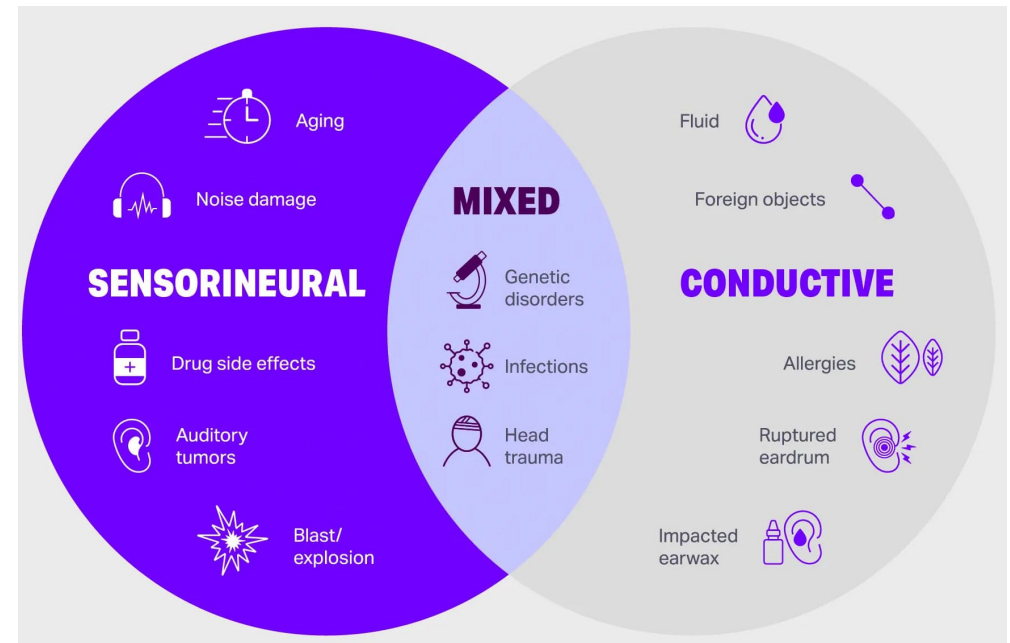 Aging
Noise damage
SENSORINEURAL
Drug side effects
Auditory
tumors
Blast/
explosion
MIXED
Genetic
disorders
Infections
Head
trauma
Fluid
Foreign objects
CONDUCTIVE
Allergies
Ruptured
eardrum
Impacted
earwax